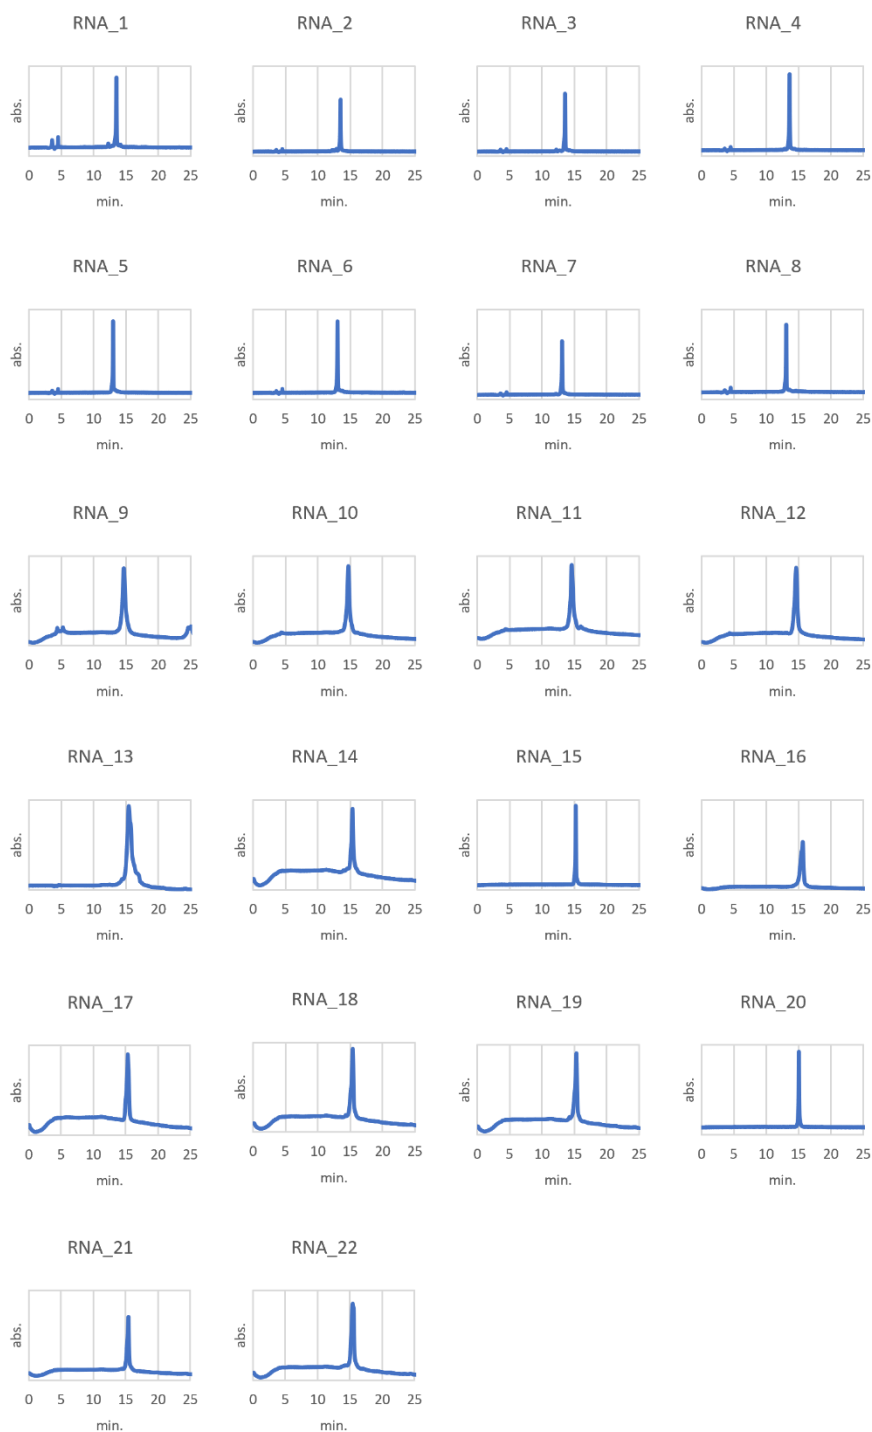 RNA_1 RNA_2 RNA_3 RNA_4
abs. abs. abs. abs.
0 5 10 15 20 25 0 5 10 15 20 25 0 5 10 15 20 25 0 5 10 15 20 25
min. min. min. min.
RNA_5 RNA_6 RNA_7 RNA_8
abs. abs. abs. abs.
0 5 10 15 20 25 0 5 10 15 20 25 0 5 10 15 20 25 0 5 10 15 20 25
min. min. min. min.
RNA_9 RNA_10 RNA_11 RNA_12
abs. abs. abs. abs.
0 5 10 15 20 25 0 5 10 15 20 25 0 5 10 15 20 25 0 5 10 15 20 25
min. min. min. min.
RNA_13 RNA_14 RNA_15 RNA_16
abs. abs. abs. abs.
0 5 10 15 20 25 0 5 10 15 20 25 0 5 10 15 20 25 0 5 10 15 20 25
min. min. min. min.
RNA_17 RNA_18 RNA_19 RNA_20
abs. abs. abs. abs.
0 5 10 15 20 25 0 5 10 15 20 25 0 5 10 15 20 25 0 5 10 15 20 25
min. min. min. min.
RNA_21 RNA_22
abs. abs.
0 5 10 15 20 25 0 5 10 15 20 25
min. min.